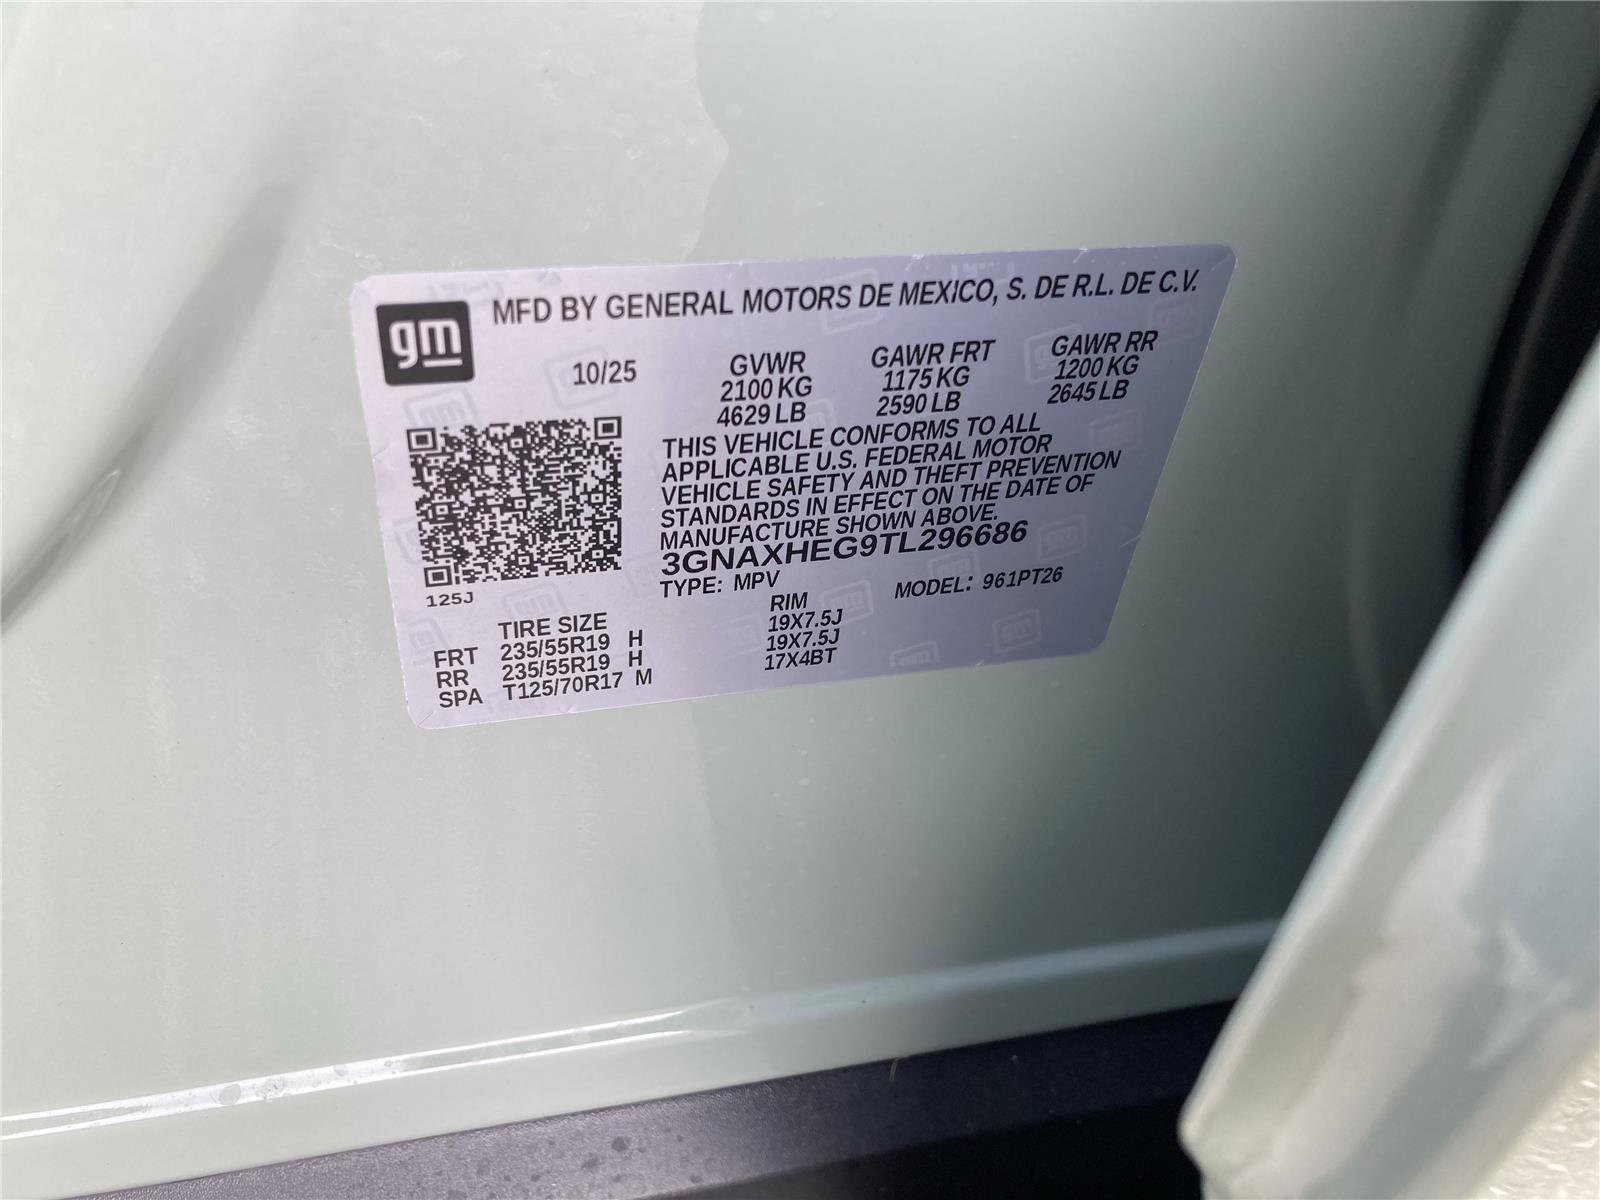 gm
MFD BY GENERAL MOTORS DE MEXICO, S. DE R.L. DE C.V.
10/25
GVWR GAWR FRT GAWR RR
2100 KG 1175 KG 1200 KG
4629 LB 2590 LB 2645 LB
THIS VEHICLE CONFORMS TO ALL
APPLICABLE U.S. FEDERAL MOTOR
VEHICLE SAFETY AND THEFT PREVENTION
STANDARDS IN EFFECT ON THE DATE OF
MANUFACTURE SHOWN ABOVE.
3GNAXHEG9TL296686
TYPE: MPV MODEL: 961PT26
125J
TIRE SIZE RIM
FRT 235/55R19 H 19X7.5J
RR 235/55R19 H 19X7.5J
SPA T125/70R17 M 17X4BT